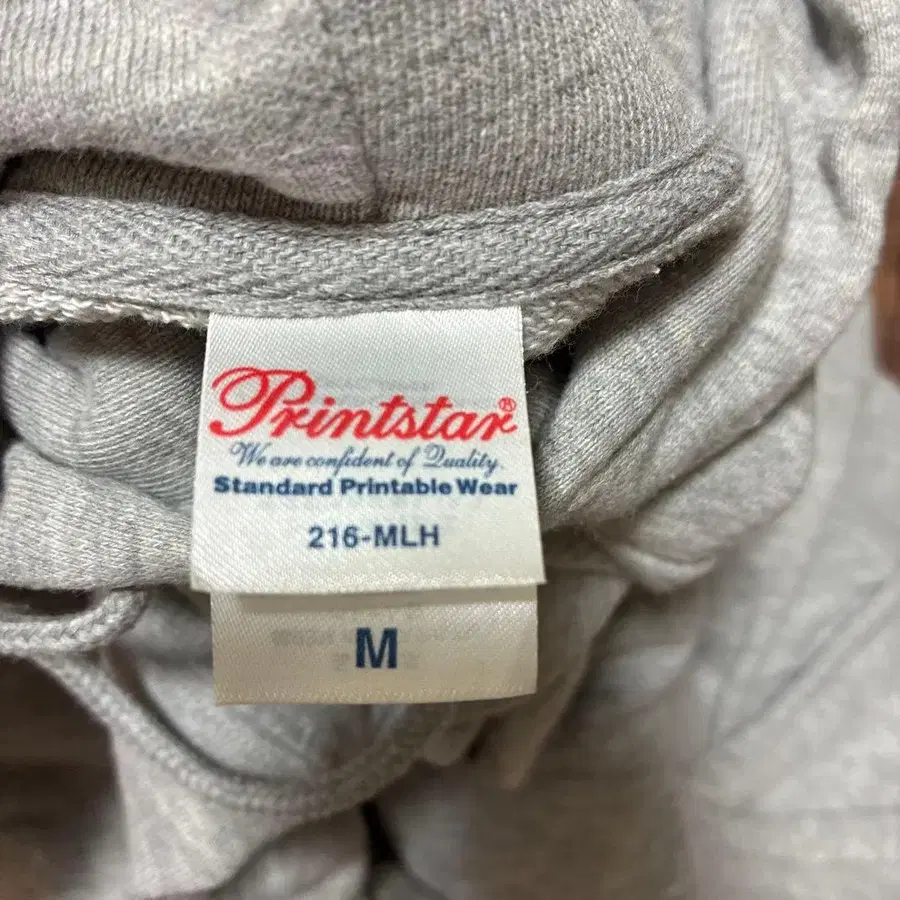 Printstar®
We are confident of Quality.
Standard Printable Wear
216-MLH
M